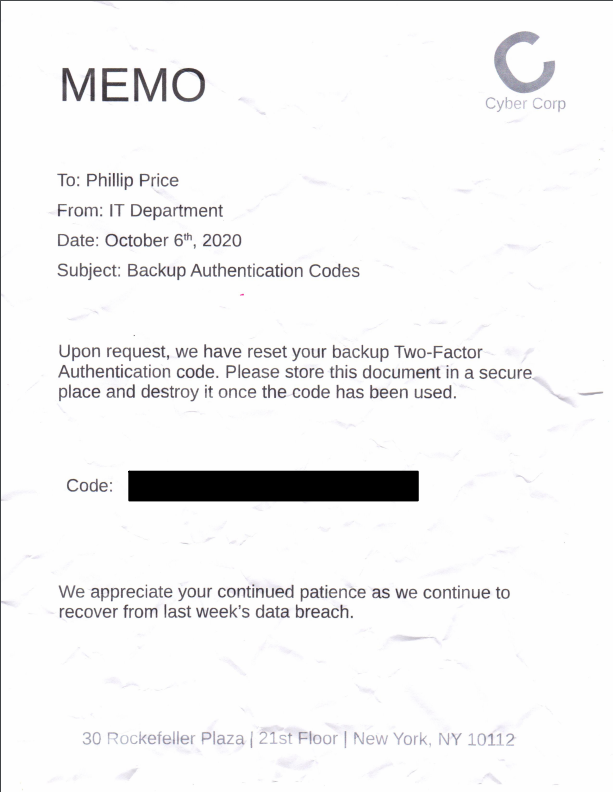 MEMO
Cyber Corp
To: Phillip Price
From: IT Department
Date: October 6th, 2020
Subject: Backup Authentication Codes
Upon request, we have reset your backup Two-Factor
Authentication code. Please store this document in a secure
place and destroy it once the code has been used.
Code:
We appreciate your continued patience as we continue to
recover from last week's data breach.
30 Rockefeller Plaza | 21st Floor | New York, NY 10112